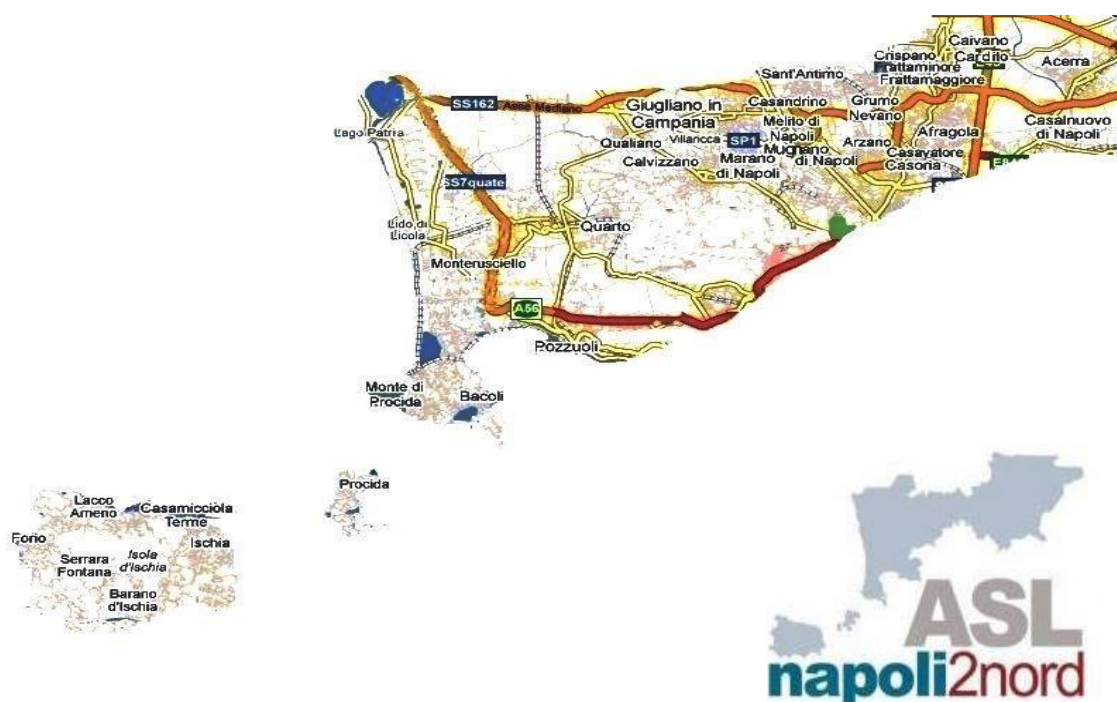 Caivano
Crispano
Cardito
Frattaminore
Acerra
Sant'Antimo
Frattamaggiore
SS162
Asse Mediano
Giugliano in
Campania
Casandrino
Grumo
Nevano
Casalnuovo
di Napoli
Lago Patria
Melito di
Napoli
Afragola
Qualiano
Villaricca
SP1
Mugnano
di Napoli
Arzano
Casavatore
Casoria
Calvizzano
Marano
di Napoli
SS7quate
Lido di
Licola
Quarto
Monterusciello
A56
Pozzuoli
Monte di
Procida
Bacoli
Procida
Lacco
Ameno
Casamicciola
Terme
Forio
Ischia
Serrara
Fontana
Isola
d'Ischia
Barano
d'Ischia
ASL
napoli2nord